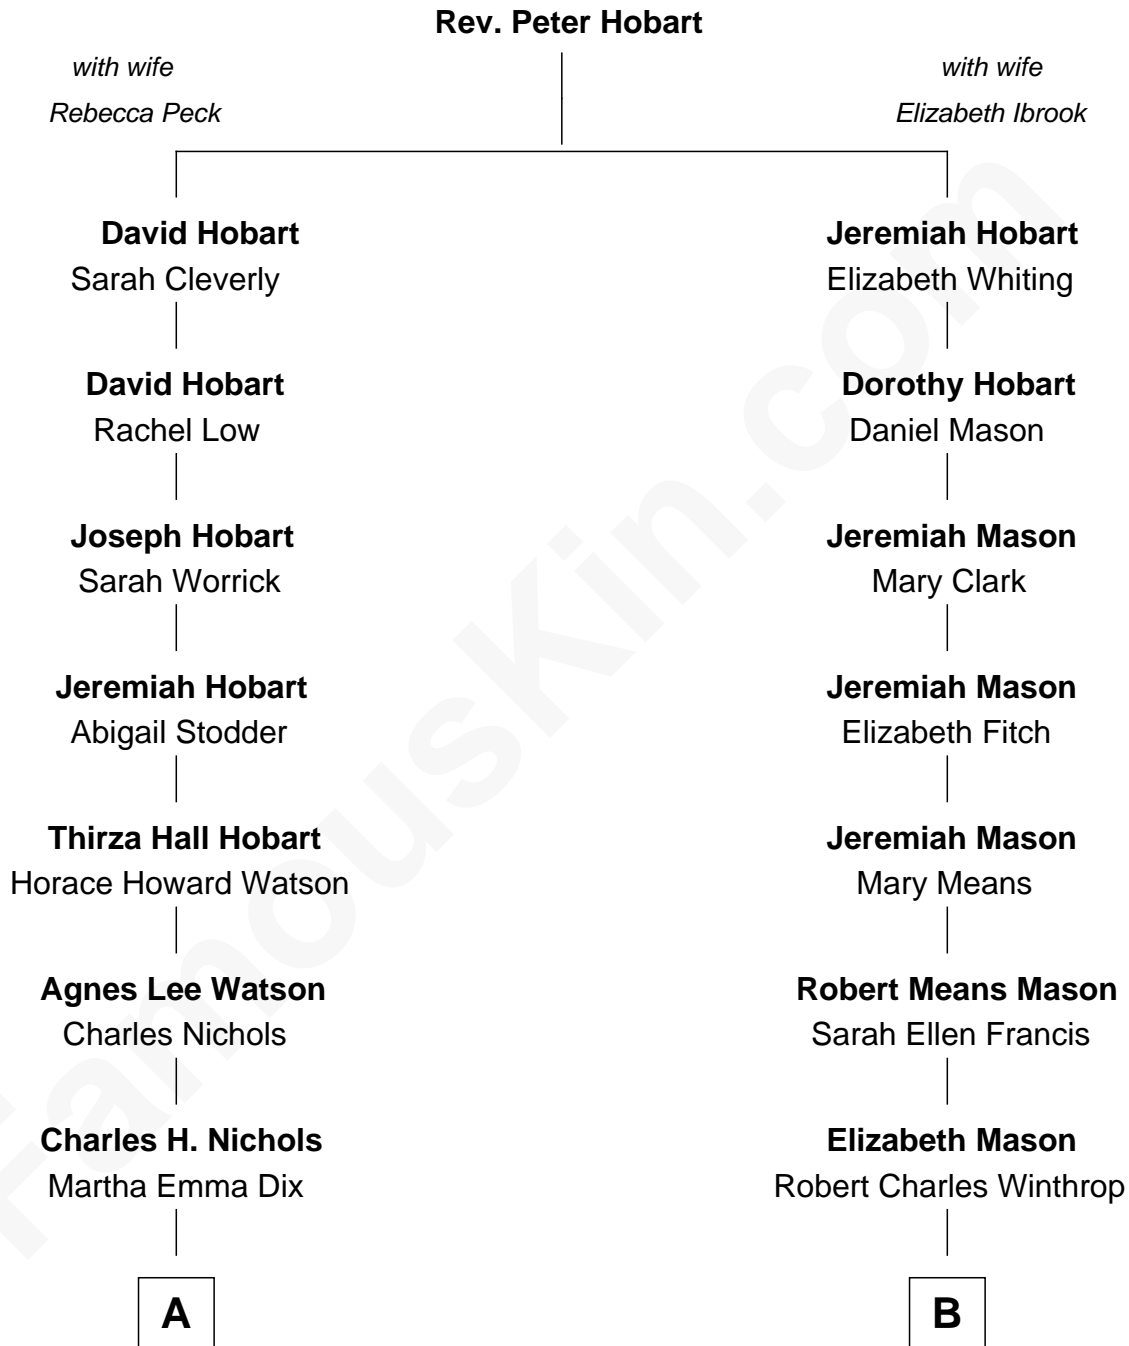 Rev. Peter Hobart
with wife
Rebecca Peck
with wife
Elizabeth Ibrook
David Hobart
Sarah Cleverly
David Hobart
Rachel Low
Joseph Hobart
Sarah Worrick
Jeremiah Hobart
Abigail Stodder
Thirza Hall Hobart
Horace Howard Watson
Agnes Lee Watson
Charles Nichols
Charles H. Nichols
Martha Emma Dix
A
Jeremiah Hobart
Elizabeth Whiting
Dorothy Hobart
Daniel Mason
Jeremiah Mason
Mary Clark
Jeremiah Mason
Elizabeth Fitch
Jeremiah Mason
Mary Means
Robert Means Mason
Sarah Ellen Francis
Elizabeth Mason
Robert Charles Winthrop
B
FamousKin.com